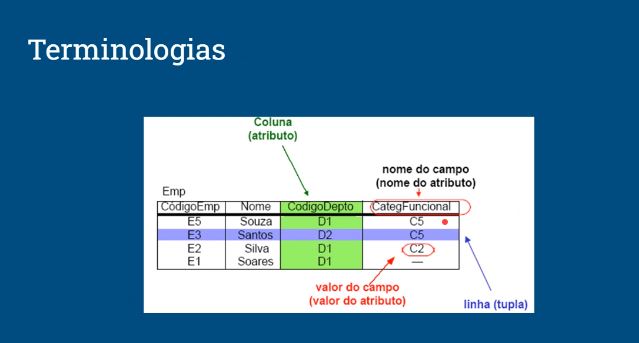 Terminologias
Coluna
(atributo)
nome do campo
(nome do atributo)
Emp
CódigoEmp Nome CodigoDepto CategFuncional
E5 Souza D1 C5
E3 Santos D2 C5
E2 Silva D1 C2
E1 Soares D1 —
valor do campo
(valor do atributo)
linha (tupla)